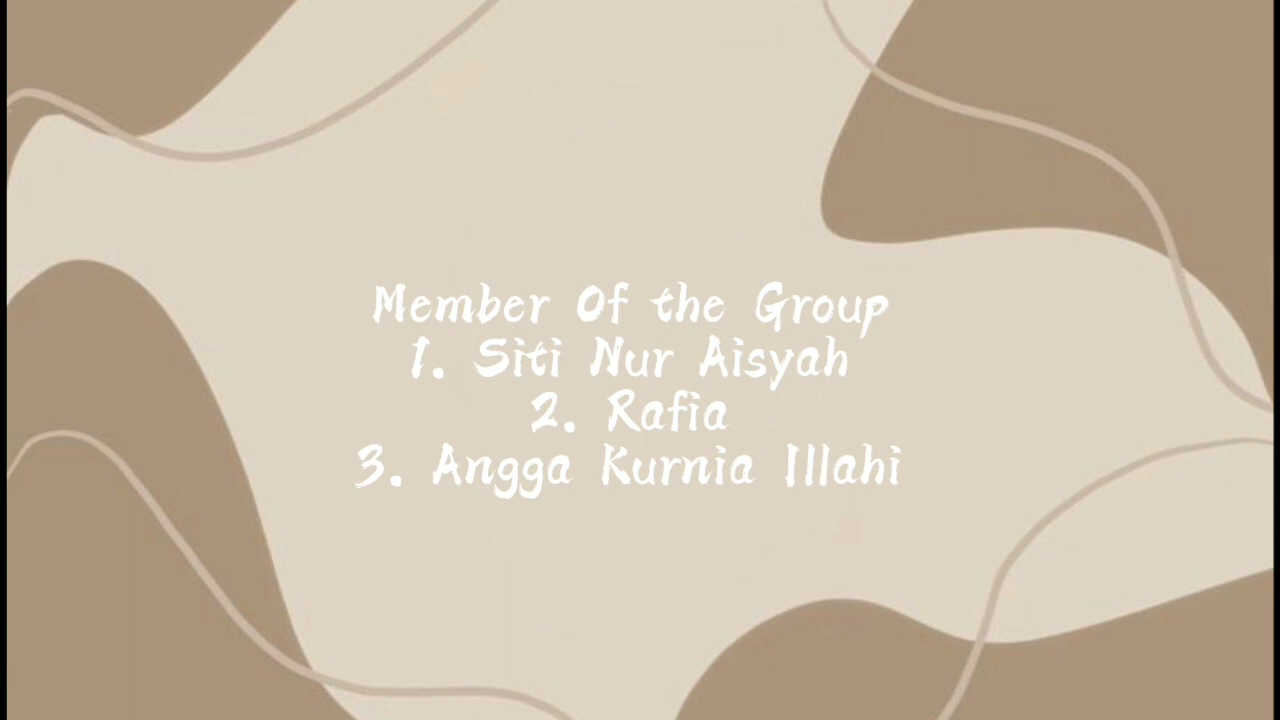 Member Of the Group
1. Siti Nur Aisyah
2. Rafia
3. Angga Kurnia Illahi